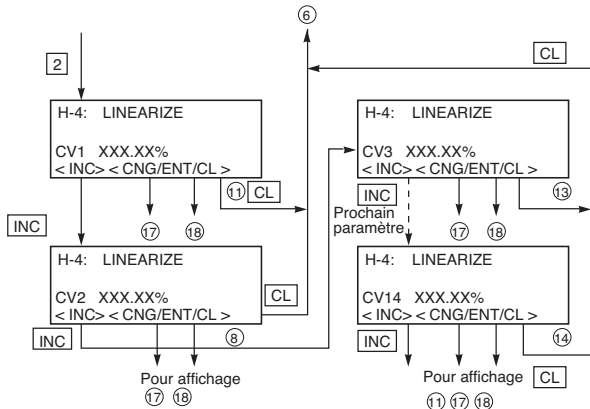 ⑥
2
CL
H-4: LINEARIZE
CV1 XXX.XX%
< INC> < CNG/ENT/CL >
⑪ CL
INC
⑰ ⑱
H-4: LINEARIZE
CV2 XXX.XX%
< INC> < CNG/ENT/CL >
CL
INC
⑧
Pour affichage
⑰ ⑱
H-4: LINEARIZE
CV3 XXX.XX%
< INC> < CNG/ENT/CL >
INC
⑬
Prochain
paramètre
⑰ ⑱
H-4: LINEARIZE
CV14 XXX.XX%
< INC> < CNG/ENT/CL >
INC
⑭
Pour affichage
CL
⑪ ⑰ ⑱